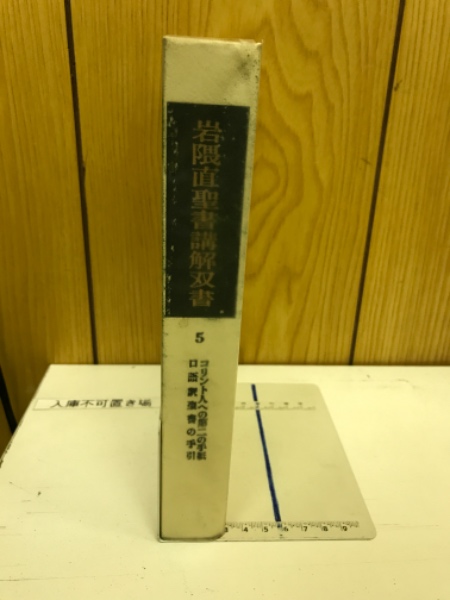 岩隈直聖書講解双書
5
コリント人への第二の手紙
口語訳聖書の手引
入庫不可置き場